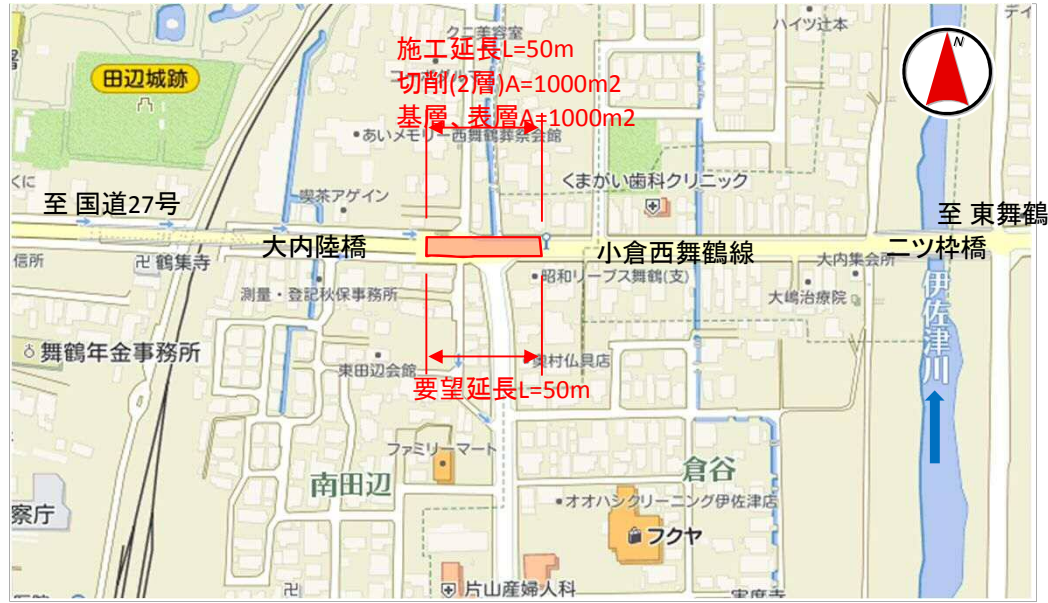 クニ美容室
ハイツ辻本
デイ
施工延長L=50m
切削(2層)A=1000m2
基層、表層A=1000m2
N
田辺城跡
あいメモリー西舞鶴葬祭会館
くに
喫茶アゲイン
くまがい歯科クリニック
至 国道27号
至 東舞鶴
大内陸橋
小倉西舞鶴線
二ツ枠橋
信所
卍鶴集寺
昭和リーブス舞鶴(支)
大内集会所
測量・登記秋保事務所
大嶋治療院
伊佐津川
舞鶴年金事務所
東田辺会館
奥村仏具店
要望延長L=50m
ファミリーマート
南田辺
倉谷
オオハシクリーニング伊佐津店
察庁
フクヤ
卍
片山産婦人科